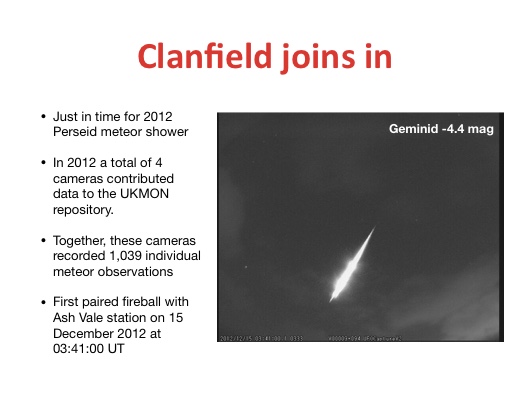 Clanfield joins in
• Just in time for 2012
Perseid meteor shower
• In 2012 a total of 4
cameras contributed
data to the UKMON
repository.
• Together, these cameras
recorded 1,039 individual
meteor observations
• First paired fireball with
Ash Vale station on 15
December 2012 at
03:41:00 UT
Geminid -4.4 mag
2012/12/15 03:41:00